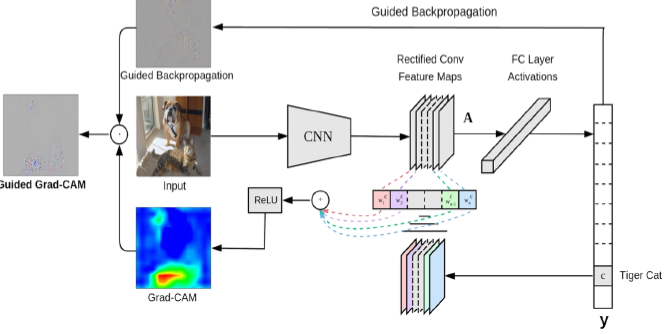 Guided Backpropagation
Rectified Conv
Feature Maps
FC Layer
Activations
Guided Backpropagation
CNN
A
Guided Grad-CAM
Input
ReLU
+
c
Tiger Cat
Grad-CAM
y